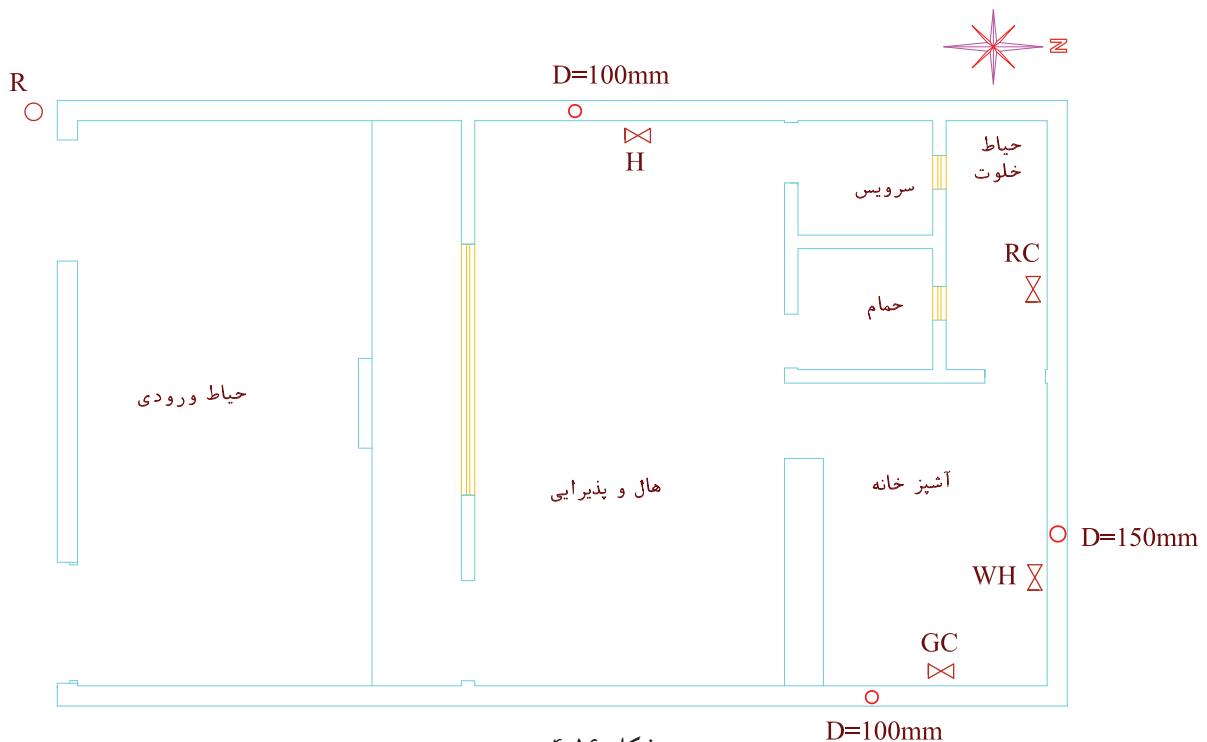 N
R
D=100mm
H
حیاط
خلوت
سرویس
RC
حمام
حیاط ورودی
هال و پذیرایی
آشپز خانه
D=150mm
WH
GC
D=100mm